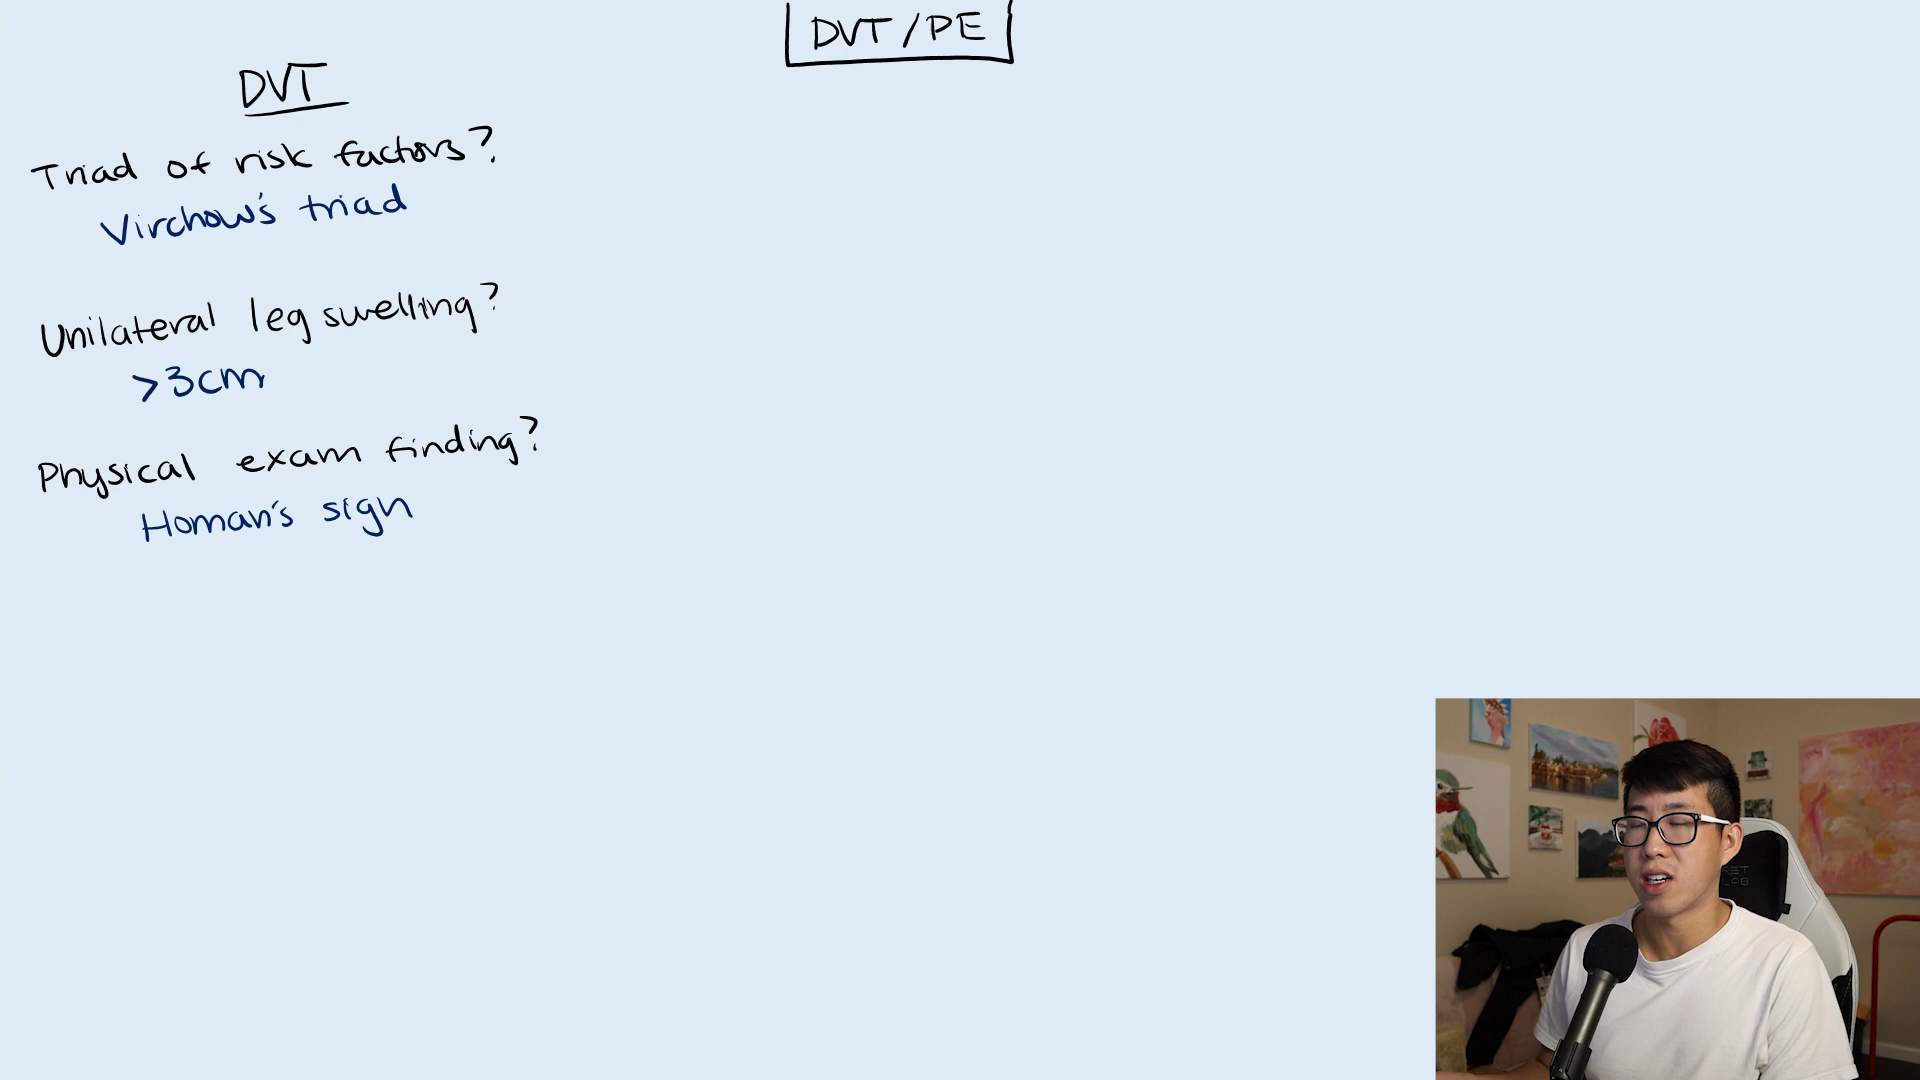 DVT/PE
DVT
Triad of risk factors?
Virchow's triad
Unilateral leg swelling?
>3cm
Physical exam finding?
Homan's sign